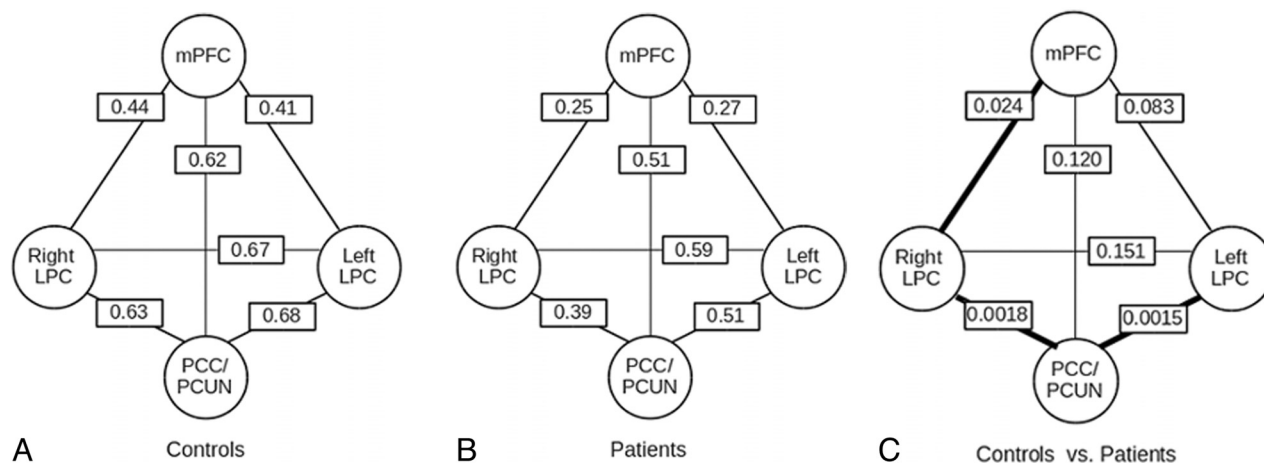 mPFC
0.44
0.41
0.62
Right
LPC
0.67
Left
LPC
0.63
0.68
PCC/
PCUN
A
Controls
mPFC
0.25
0.27
0.51
Right
LPC
0.59
Left
LPC
0.39
0.51
PCC/
PCUN
B
Patients
mPFC
0.024
0.083
0.120
Right
LPC
0.151
Left
LPC
0.0018
0.0015
PCC/
PCUN
C
Controls vs. Patients